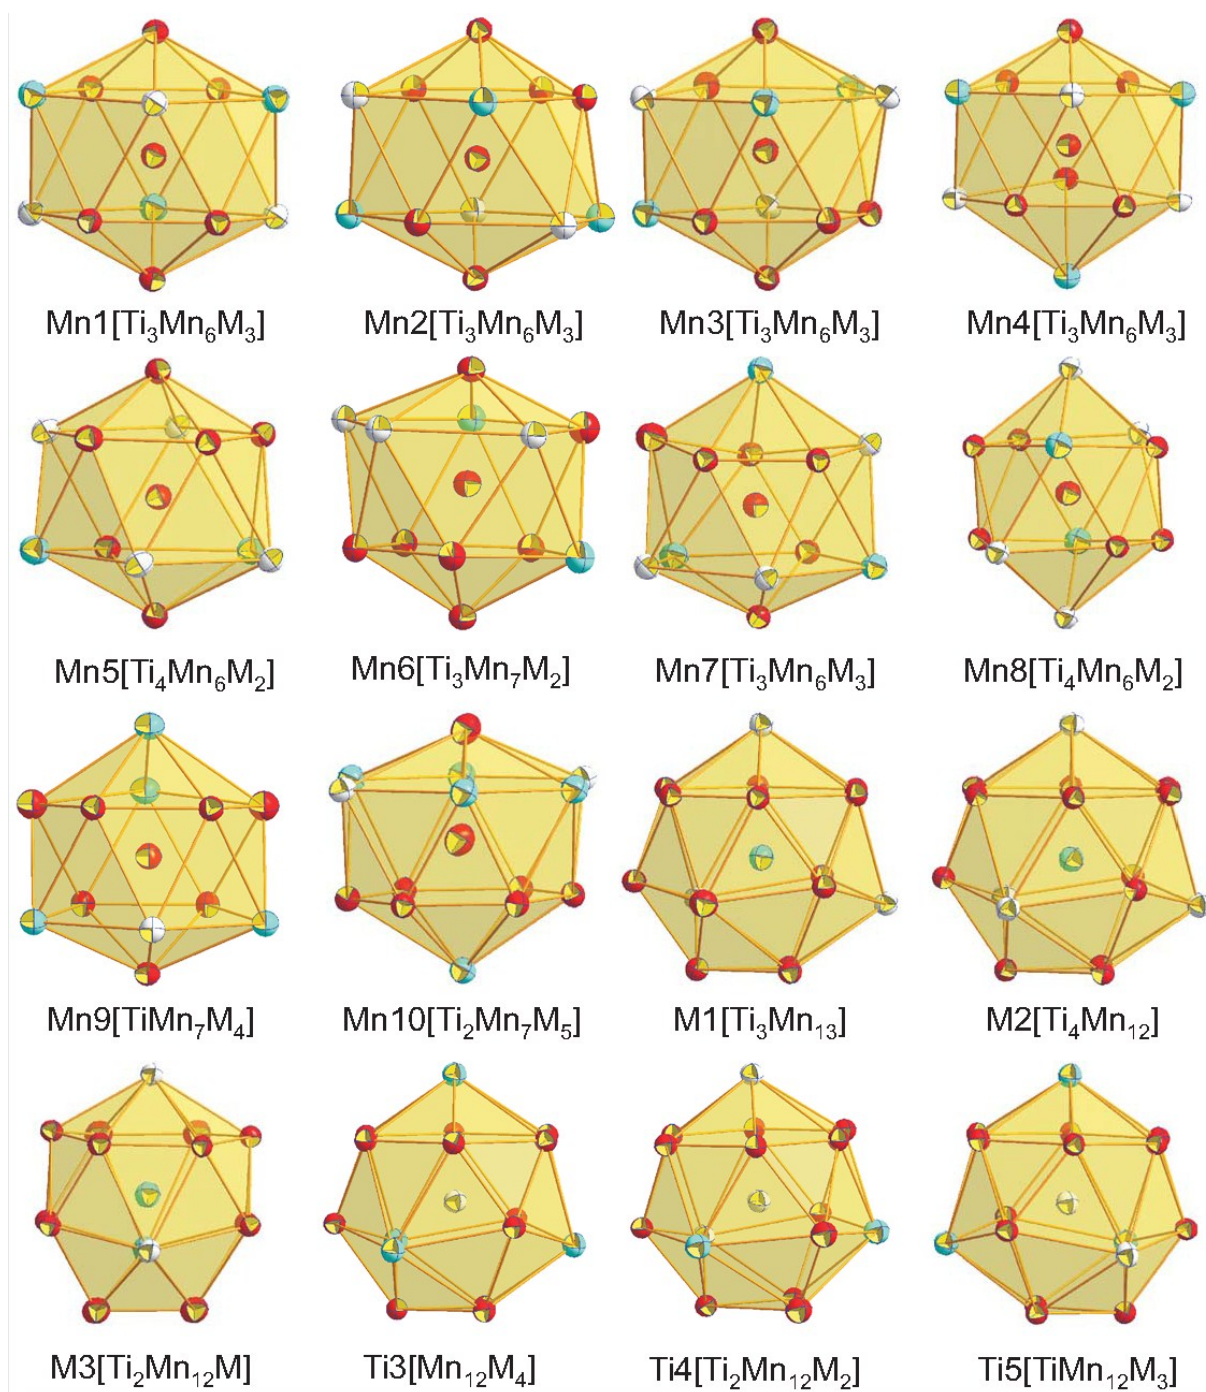 Mn1[Ti₃Mn₆M₃] Mn2[Ti₃Mn₆M₃] Mn3[Ti₃Mn₆M₃] Mn4[Ti₃Mn₆M₃]
Mn5[Ti₄Mn₆M₂] Mn6[Ti₃Mn₇M₂] Mn7[Ti₃Mn₆M₃] Mn8[Ti₄Mn₆M₂]
Mn9[TiMn₇M₄] Mn10[Ti₂Mn₇M₅] M1[Ti₃Mn₁₃] M2[Ti₄Mn₁₂]
M3[Ti₂Mn₁₂M] Ti3[Mn₁₂M₄] Ti4[Ti₂Mn₁₂M₂] Ti5[TiMn₁₂M₃]